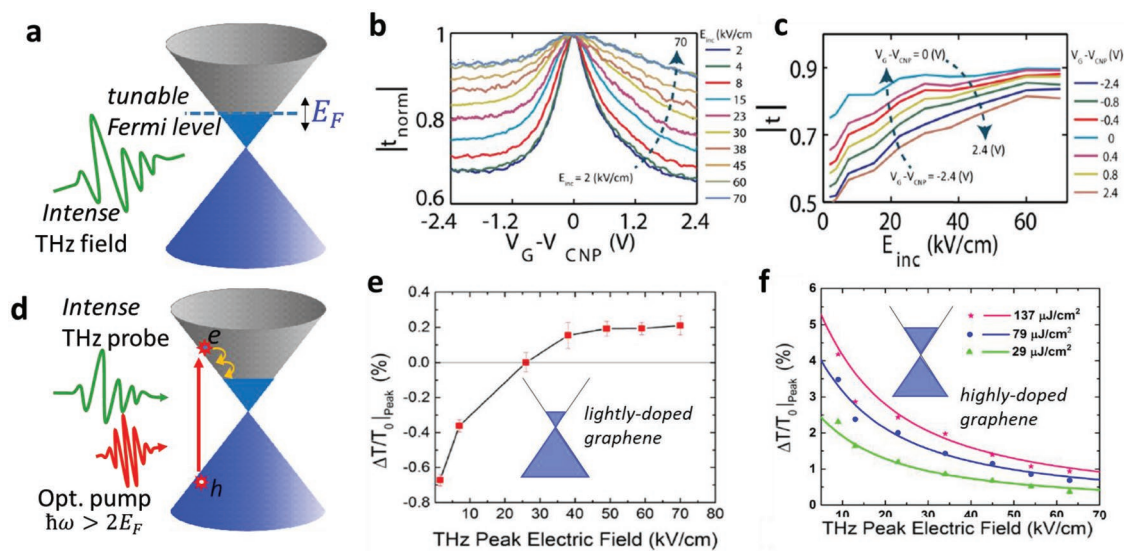 a
tunable
Fermi level
E_F
Intense
THz field
b
|t_norm|
1
0.8
0.6
-2.4
-1.2
0
1.2
2.4
V_G-V_CNP (V)
E_inc = 2 (kV/cm)
70
E_inc (kV/cm)
2
4
8
15
23
30
38
45
60
70
c
|t|
0.9
0.7
0.5
0
20
40
60
E_inc (kV/cm)
V_G-V_CNP=0 (V)
2.4 (V)
V_G-V_CNP=-2.4 (V)
V_G-V_CNP (V)
-2.4
-0.8
-0.4
0
0.4
0.8
2.4
d
Intense
THz probe
e
h
Opt. pump
ħω > 2E_F
e
ΔT/T_0|_Peak (%)
0.4
0.2
0.0
-0.2
-0.4
-0.6
-0.8
0
10
20
30
40
50
60
70
80
lightly-doped
graphene
THz Peak Electric Field (kV/cm)
f
ΔT/T_0|_Peak (%)
5
4
3
2
1
0
10
20
30
40
50
60
70
137 μJ/cm²
79 μJ/cm²
29 μJ/cm²
highly-doped
graphene
THz Peak Electric Field (kV/cm)